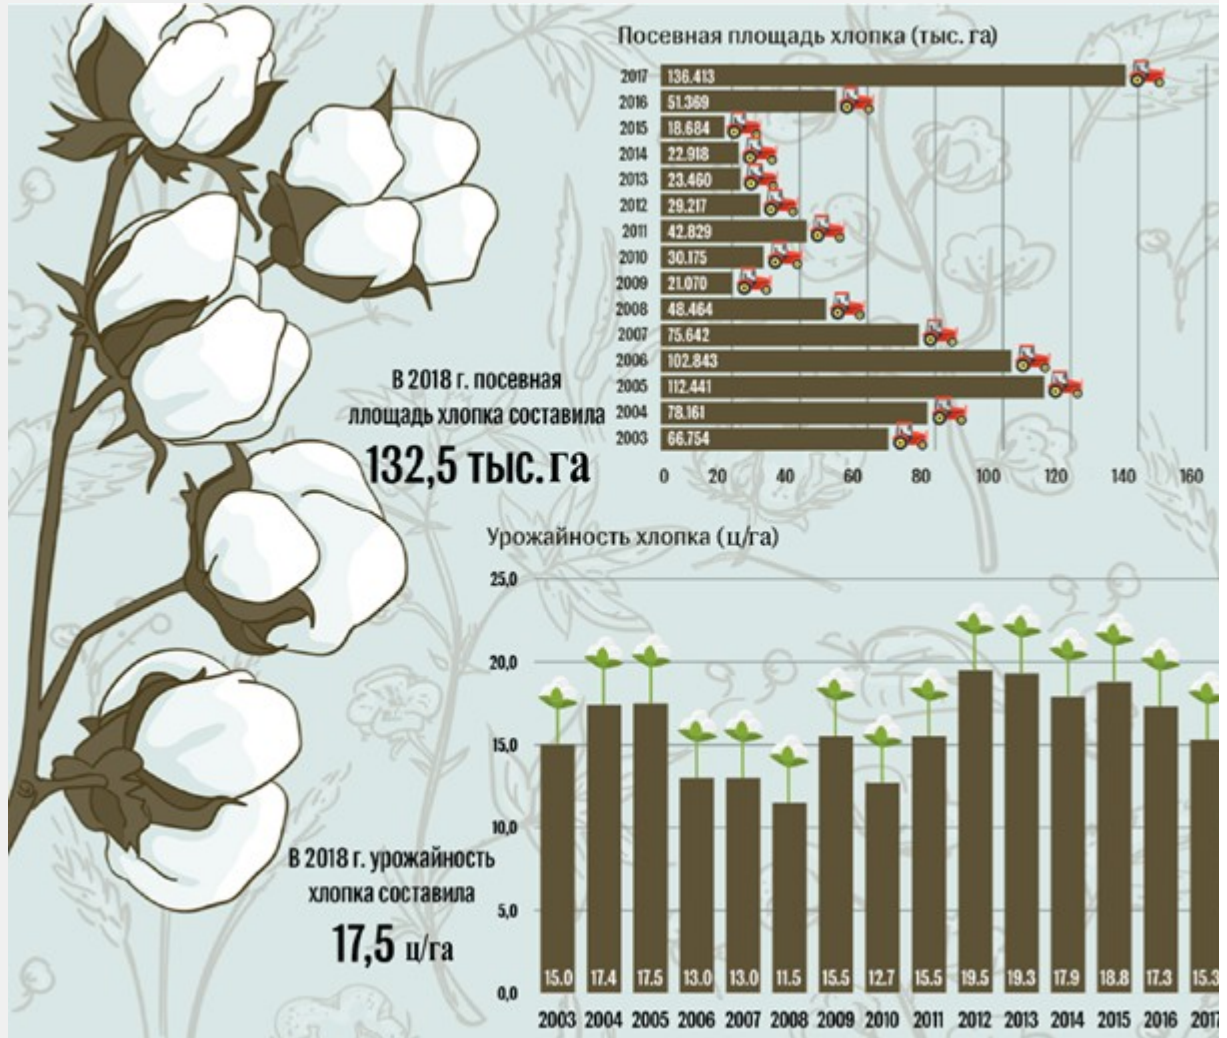 Посевная площадь хлопка (тыс. га)
2017 136.413
2016 51.369
2015 18.684
2014 22.918
2013 23.460
2012 29.217
2011 42.829
2010 30.175
2009 21.070
2008 48.464
2007 75.642
2006 102.843
2005 112.441
2004 78.161
2003 66.754
0 20 40 60 80 100 120 140 160
В 2018 г. посевная
ллощадь хлопка составила
132,5 тыс.га
Урожайность хлопка (ц/га)
25,0
20,0
15,0
10,0
5,0
0,0
15.0 17.4 17.5 13.0 13.0 11.5 15.5 12.7 15.5 19.5 19.3 17.9 18.8 17.3 15.3
2003 2004 2005 2006 2007 2008 2009 2010 2011 2012 2013 2014 2015 2016 2017
В 2018 г. урожайность
хлопка составила
17,5 ц/га